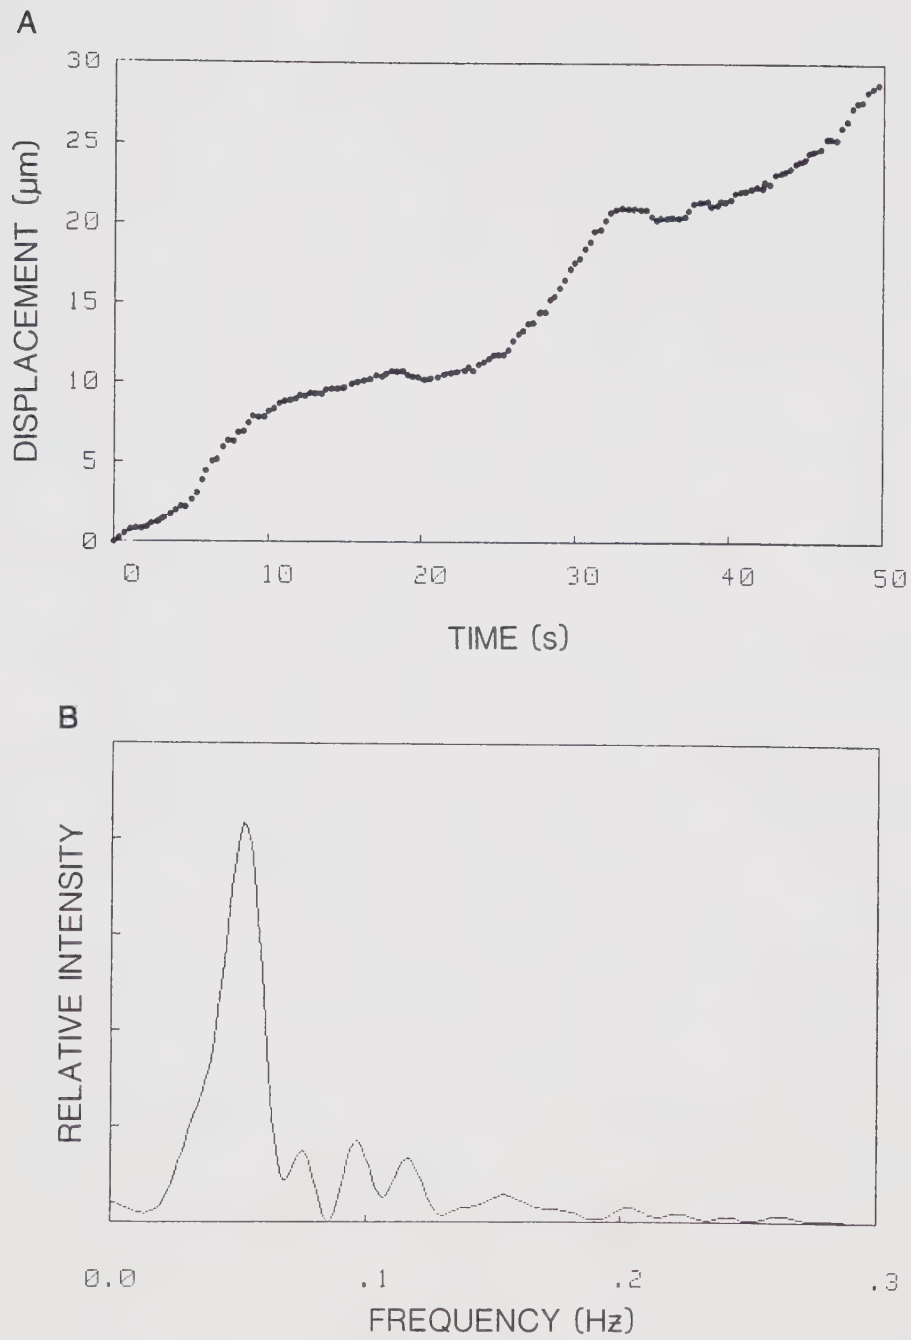 A
30
25
20
15
10
5
0
DISPLACEMENT (µm)
0 10 20 30 40 50
TIME (s)
B
RELATIVE INTENSITY
0.0 .1 .2 .3
FREQUENCY (Hz)